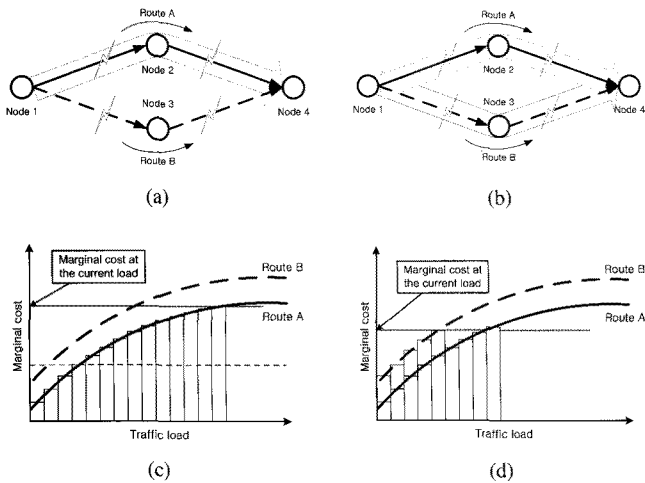 Route A
Node 2
Node 1
Node 3
Node 4
Route B
(a)
Route A
Node 2
Node 1
Node 3
Node 4
Route B
(b)
Marginal cost at
the current load
Route B
Route A
Marginal cost
Traffic load
(c)
Marginal cost at
the current load
Route B
Route A
Marginal cost
Traffic load
(d)